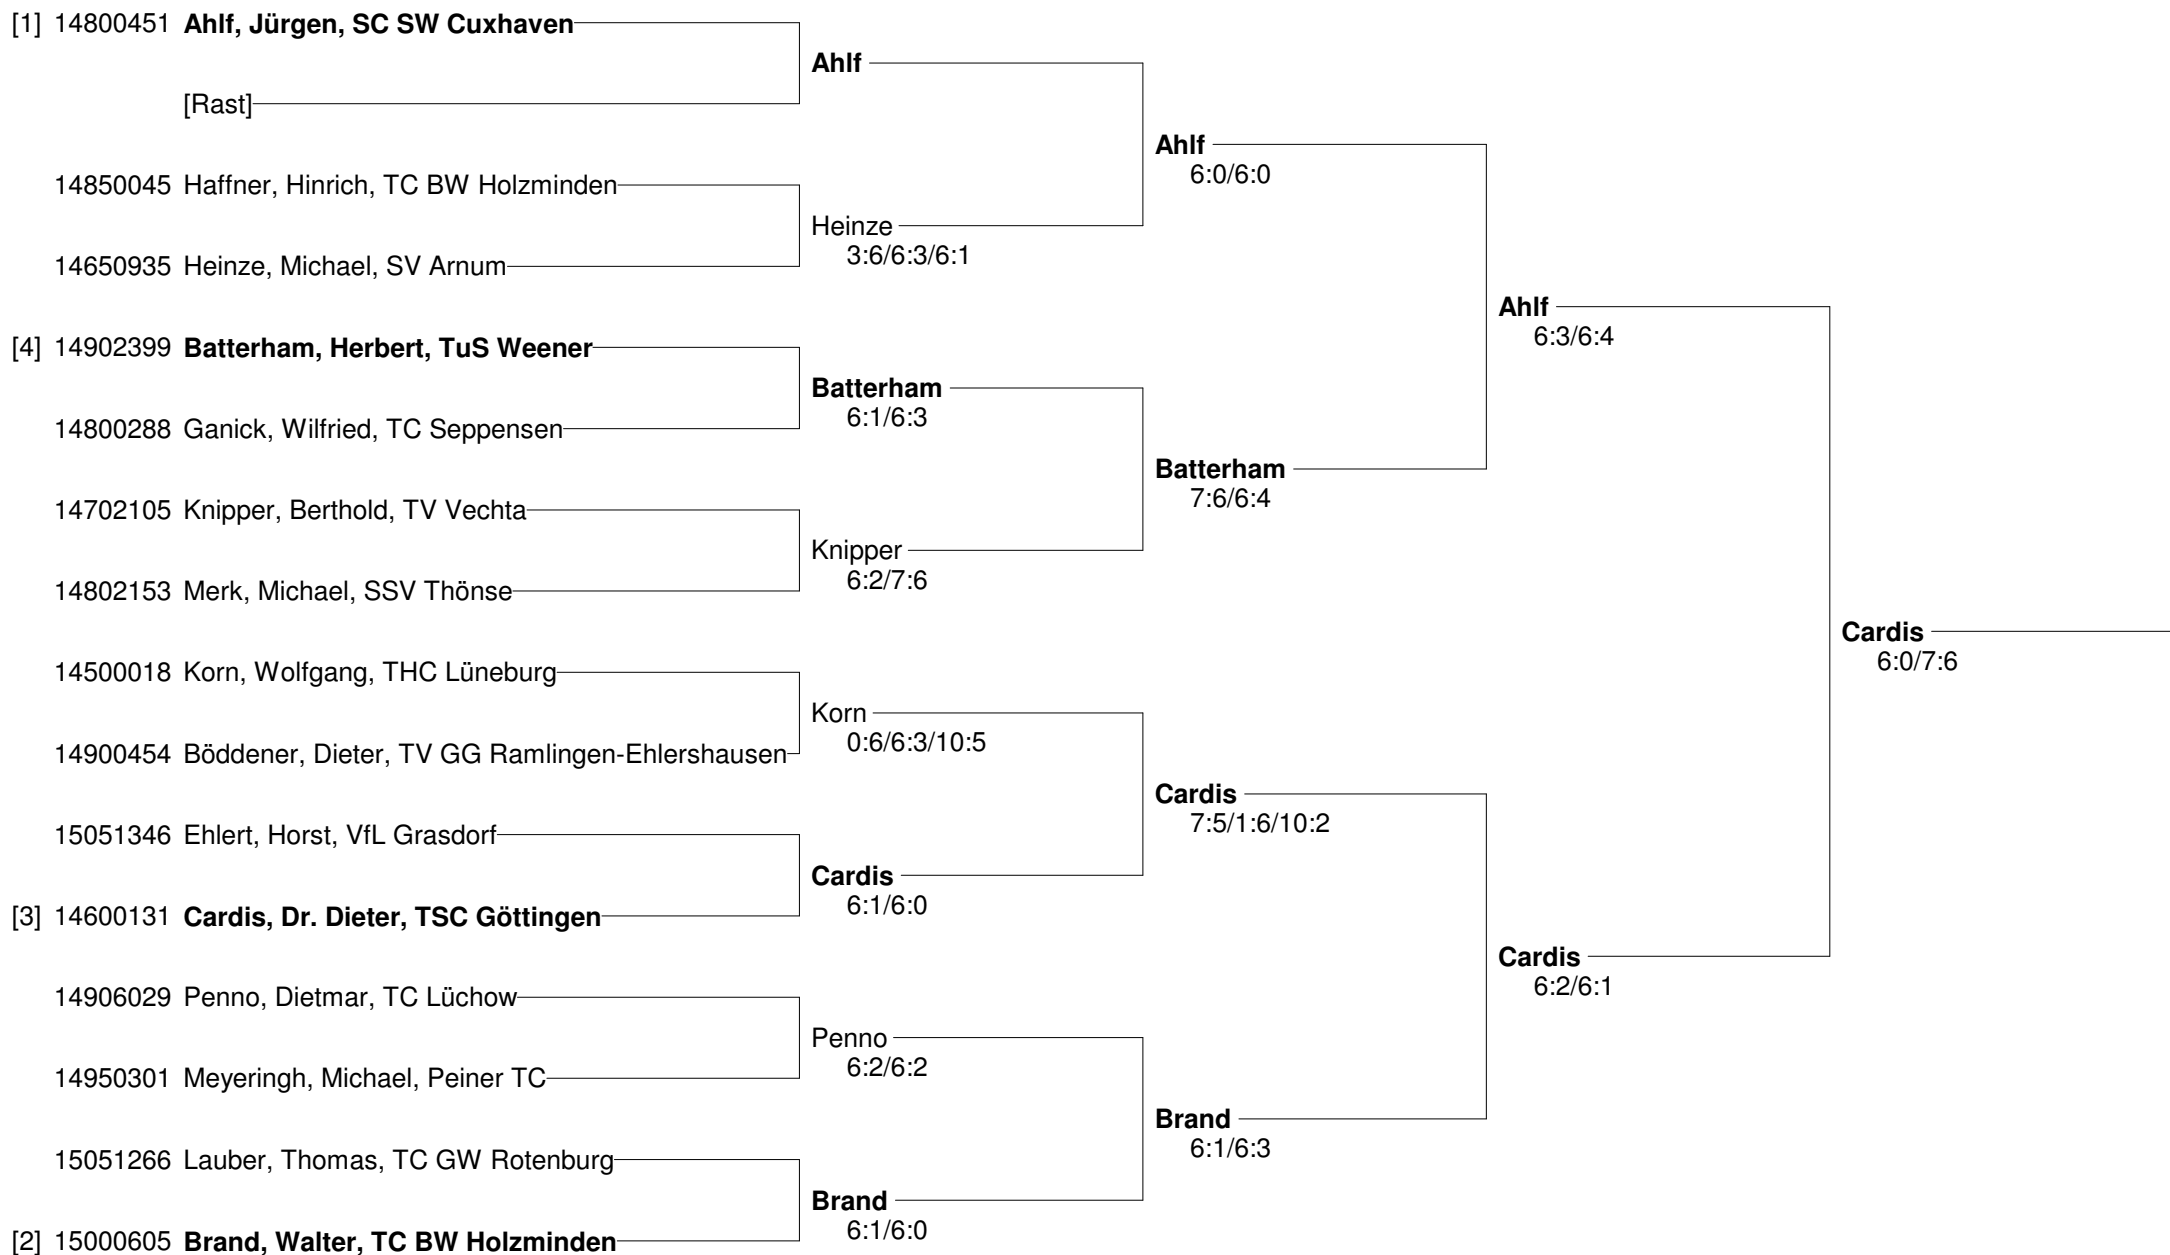 [1] 14800451 Ahlf, Jürgen, SC SW Cuxhaven
Ahlf
[Rast]
Ahlf
6:0/6:0
14850045 Haffner, Hinrich, TC BW Holzminden
Heinze
3:6/6:3/6:1
14650935 Heinze, Michael, SV Arnum
Ahlf
6:3/6:4
[4] 14902399 Batterham, Herbert, TuS Weener
Batterham
6:1/6:3
14800288 Ganick, Wilfried, TC Seppensen
Batterham
7:6/6:4
14702105 Knipper, Berthold, TV Vechta
Knipper
6:2/7:6
14802153 Merk, Michael, SSV Thönse
Cardis
6:0/7:6
14500018 Korn, Wolfgang, THC Lüneburg
Korn
0:6/6:3/10:5
14900454 Böddener, Dieter, TV GG Ramlingen-Ehlershausen
Cardis
7:5/1:6/10:2
15051346 Ehlert, Horst, VfL Grasdorf
Cardis
6:1/6:0
[3] 14600131 Cardis, Dr. Dieter, TSC Göttingen
Cardis
6:2/6:1
14906029 Penno, Dietmar, TC Lüchow
Penno
6:2/6:2
14950301 Meyeringh, Michael, Peiner TC
Brand
6:1/6:3
15051266 Lauber, Thomas, TC GW Rotenburg
Brand
6:1/6:0
[2] 15000605 Brand, Walter, TC BW Holzminden